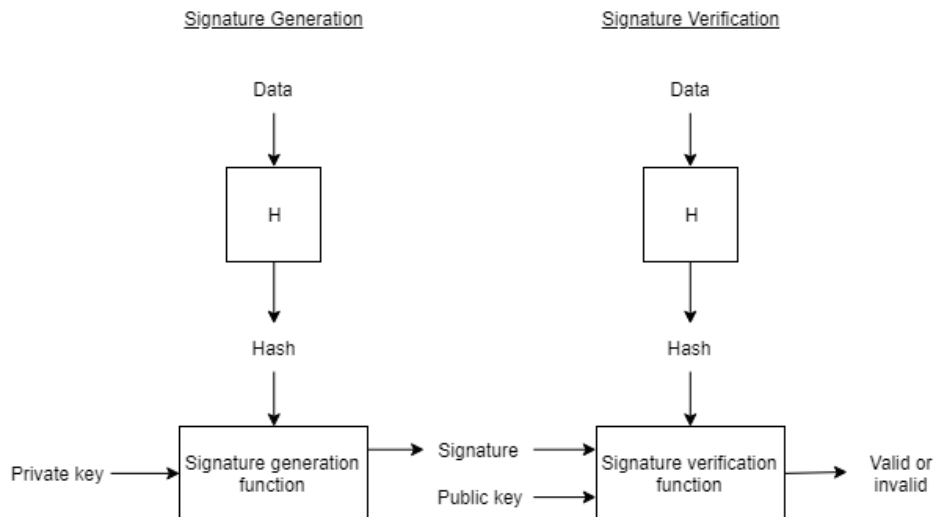 Signature Generation
Signature Verification
Data
Data
H
H
Hash
Hash
Private key
Signature generation
function
Signature
Public key
Signature verification
function
Valid or
invalid